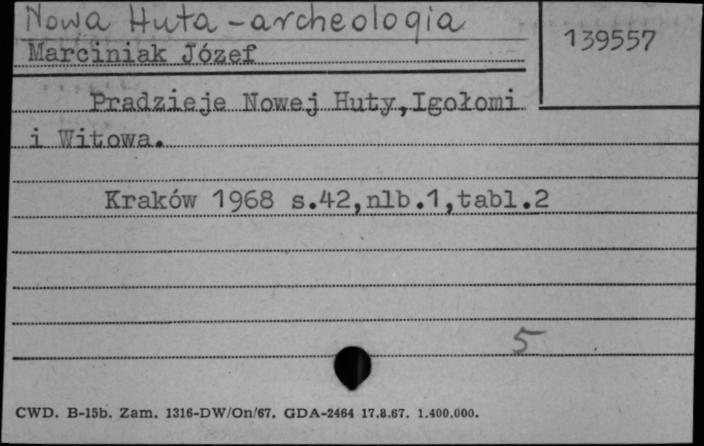 Nowa Huta - archeologia
139557
Marciniak Józef
Pradzieje Nowej Huty,Igołomi
i Witowa.
Kraków 1968 s.42,nlb.1,tabl.2
5
CWD. B-15b. Zam. 1316-DW/On/67. GDA-2464 17.8.67. 1.400.000.